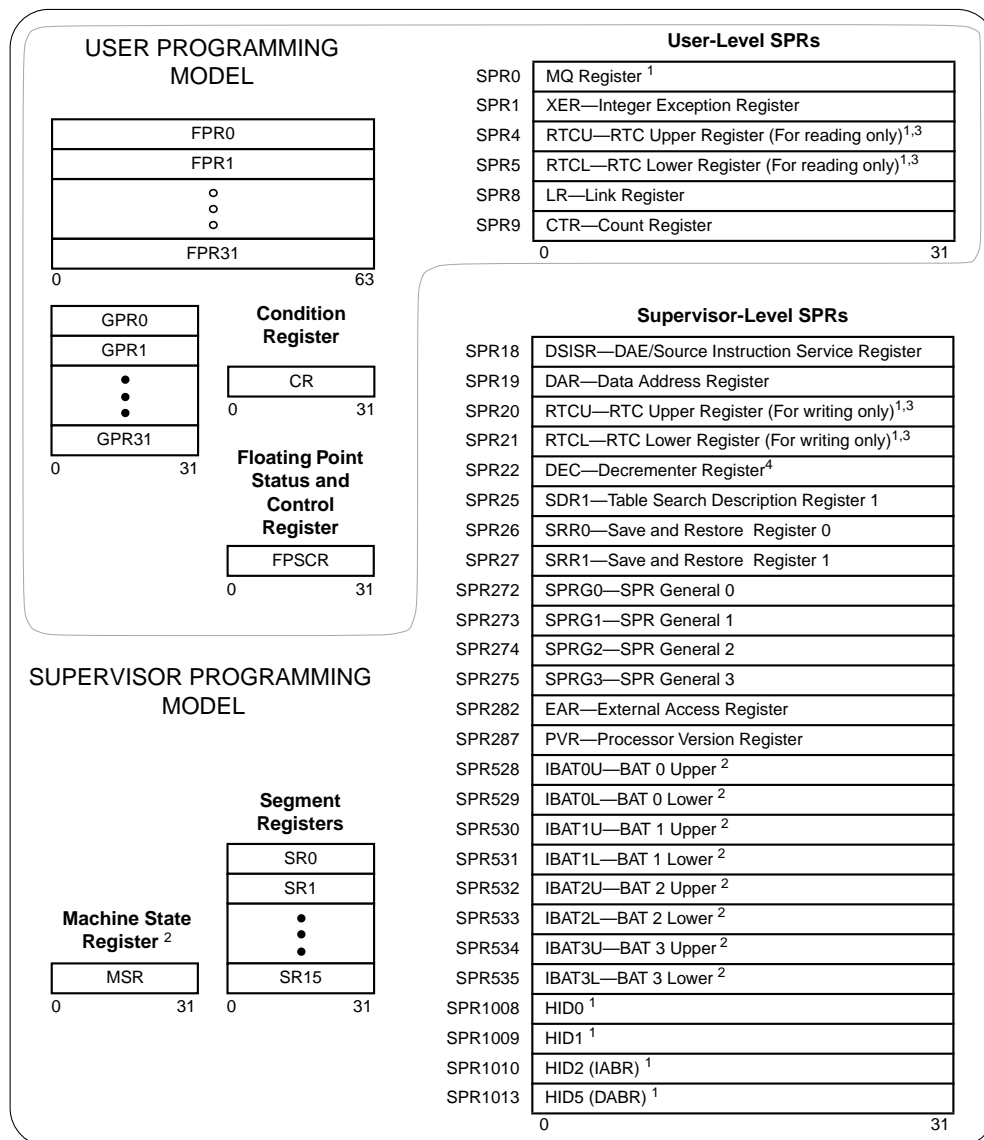 USER PROGRAMMING
MODEL
FPR0
FPR1
FPR31
0 63
GPR0
GPR1
GPR31
0 31
Condition
Register
CR
0 31
Floating Point
Status and
Control
Register
FPSCR
0 31
User-Level SPRs
SPR0 MQ Register 1
SPR1 XER—Integer Exception Register
SPR4 RTCU—RTC Upper Register (For reading only)1,3
SPR5 RTCL—RTC Lower Register (For reading only)1,3
SPR8 LR—Link Register
SPR9 CTR—Count Register
0 31
SUPERVISOR PROGRAMMING
MODEL
Machine State
Register 2
MSR
0 31
Segment
Registers
SR0
SR1
SR15
0 31
Supervisor-Level SPRs
SPR18 DSISR—DAE/Source Instruction Service Register
SPR19 DAR—Data Address Register
SPR20 RTCU—RTC Upper Register (For writing only)1,3
SPR21 RTCL—RTC Lower Register (For writing only)1,3
SPR22 DEC—Decrementer Register4
SPR25 SDR1—Table Search Description Register 1
SPR26 SRR0—Save and Restore Register 0
SPR27 SRR1—Save and Restore Register 1
SPR272 SPRG0—SPR General 0
SPR273 SPRG1—SPR General 1
SPR274 SPRG2—SPR General 2
SPR275 SPRG3—SPR General 3
SPR282 EAR—External Access Register
SPR287 PVR—Processor Version Register
SPR528 IBAT0U—BAT 0 Upper 2
SPR529 IBAT0L—BAT 0 Lower 2
SPR530 IBAT1U—BAT 1 Upper 2
SPR531 IBAT1L—BAT 1 Lower 2
SPR532 IBAT2U—BAT 2 Upper 2
SPR533 IBAT2L—BAT 2 Lower 2
SPR534 IBAT3U—BAT 3 Upper 2
SPR535 IBAT3L—BAT 3 Lower 2
SPR1008 HID0 1
SPR1009 HID1 1
SPR1010 HID2 (IABR) 1
SPR1013 HID5 (DABR) 1
0 31